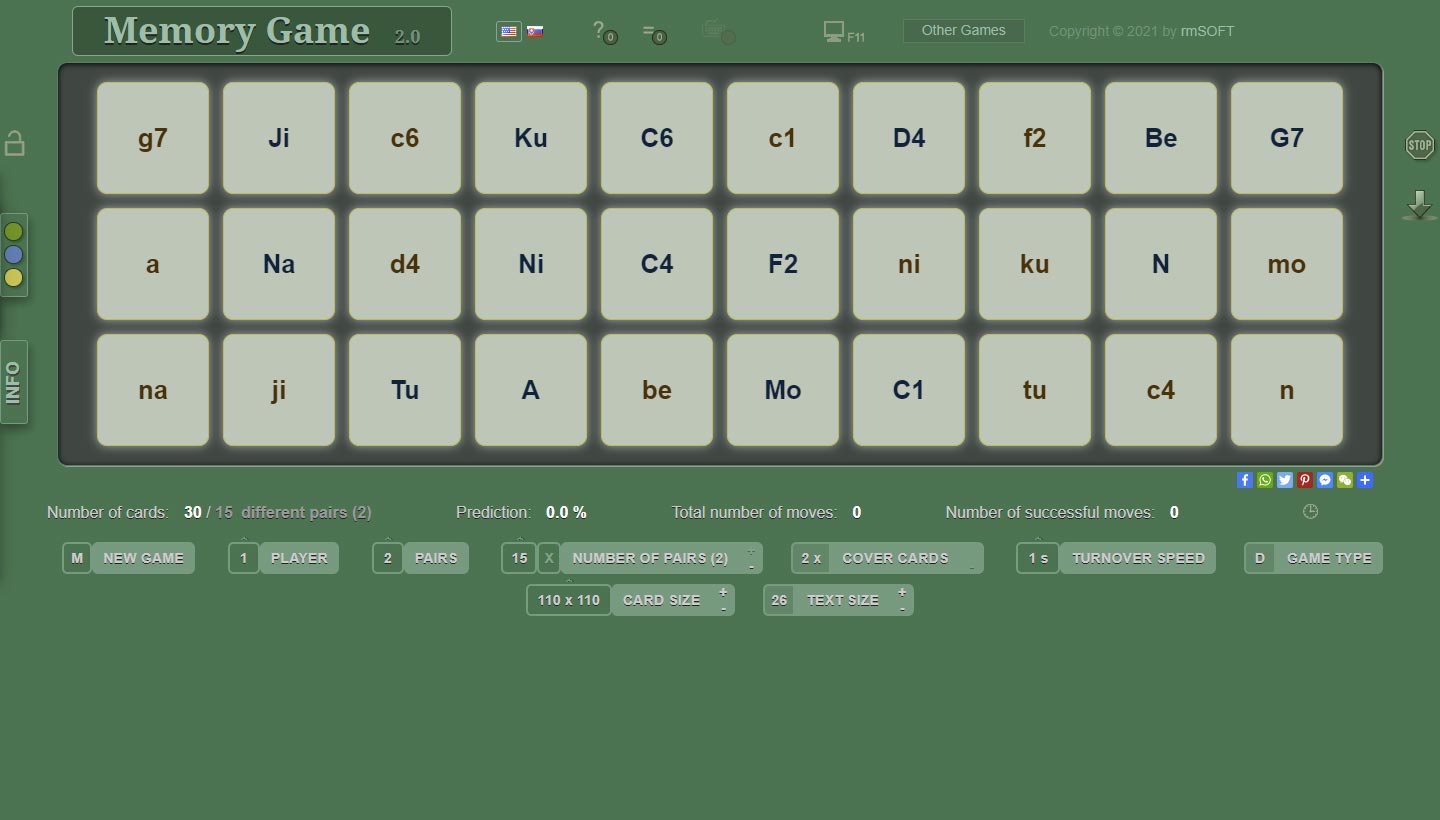 Memory Game 2.0
? 0 = 0 F11 Other Games Copyright © 2021 by rmSOFT
g7 Ji c6 Ku C6 c1 D4 f2 Be G7
STOP
a Na d4 Ni C4 F2 ni ku N mo
INFO
na ji Tu A be Mo C1 tu c4 n
Number of cards: 30 / 15 different pairs (2) Prediction: 0.0 % Total number of moves: 0 Number of successful moves: 0
M NEW GAME 1 PLAYER 2 PAIRS 15 X NUMBER OF PAIRS (2) + - 2 x COVER CARDS - 1 s TURNOVER SPEED D GAME TYPE
110 x 110 CARD SIZE + - 26 TEXT SIZE + -